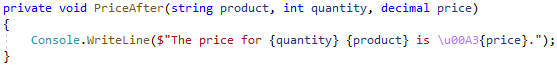 private void PriceAfter(string product, int quantity, decimal price)
{
    Console.WriteLine($"The price for {quantity} {product} is \u00A3{price}.");
}